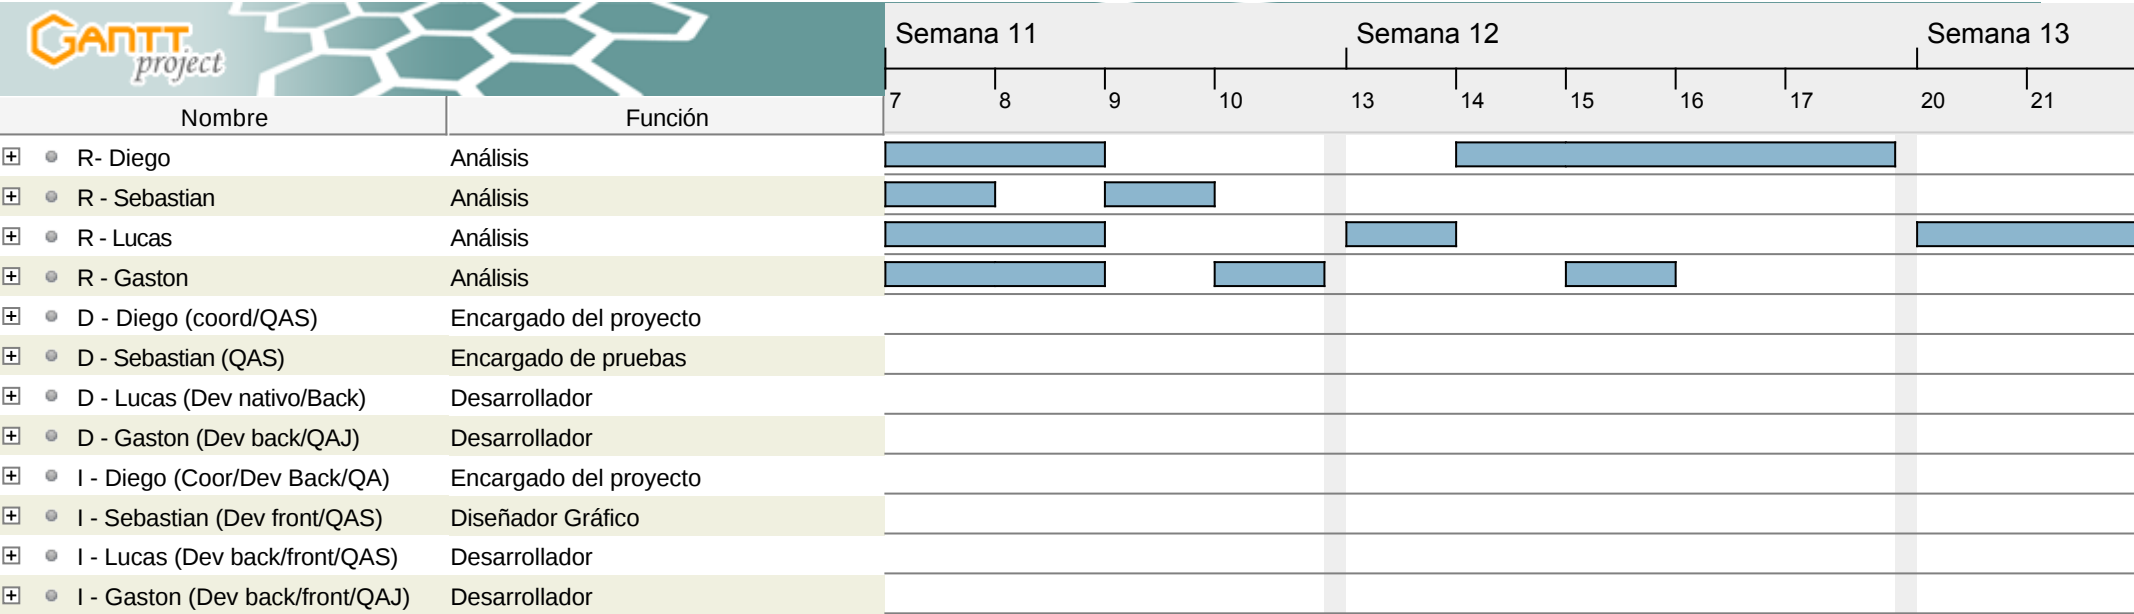 GANTT
project
Semana 11 Semana 12 Semana 13
7 8 9 10 13 14 15 16 17 20 21
Nombre Función
R- Diego Análisis
R - Sebastian Análisis
R - Lucas Análisis
R - Gaston Análisis
D - Diego (coord/QAS) Encargado del proyecto
D - Sebastian (QAS) Encargado de pruebas
D - Lucas (Dev nativo/Back) Desarrollador
D - Gaston (Dev back/QAJ) Desarrollador
I - Diego (Coor/Dev Back/QA) Encargado del proyecto
I - Sebastian (Dev front/QAS) Diseñador Gráfico
I - Lucas (Dev back/front/QAS) Desarrollador
I - Gaston (Dev back/front/QAJ) Desarrollador